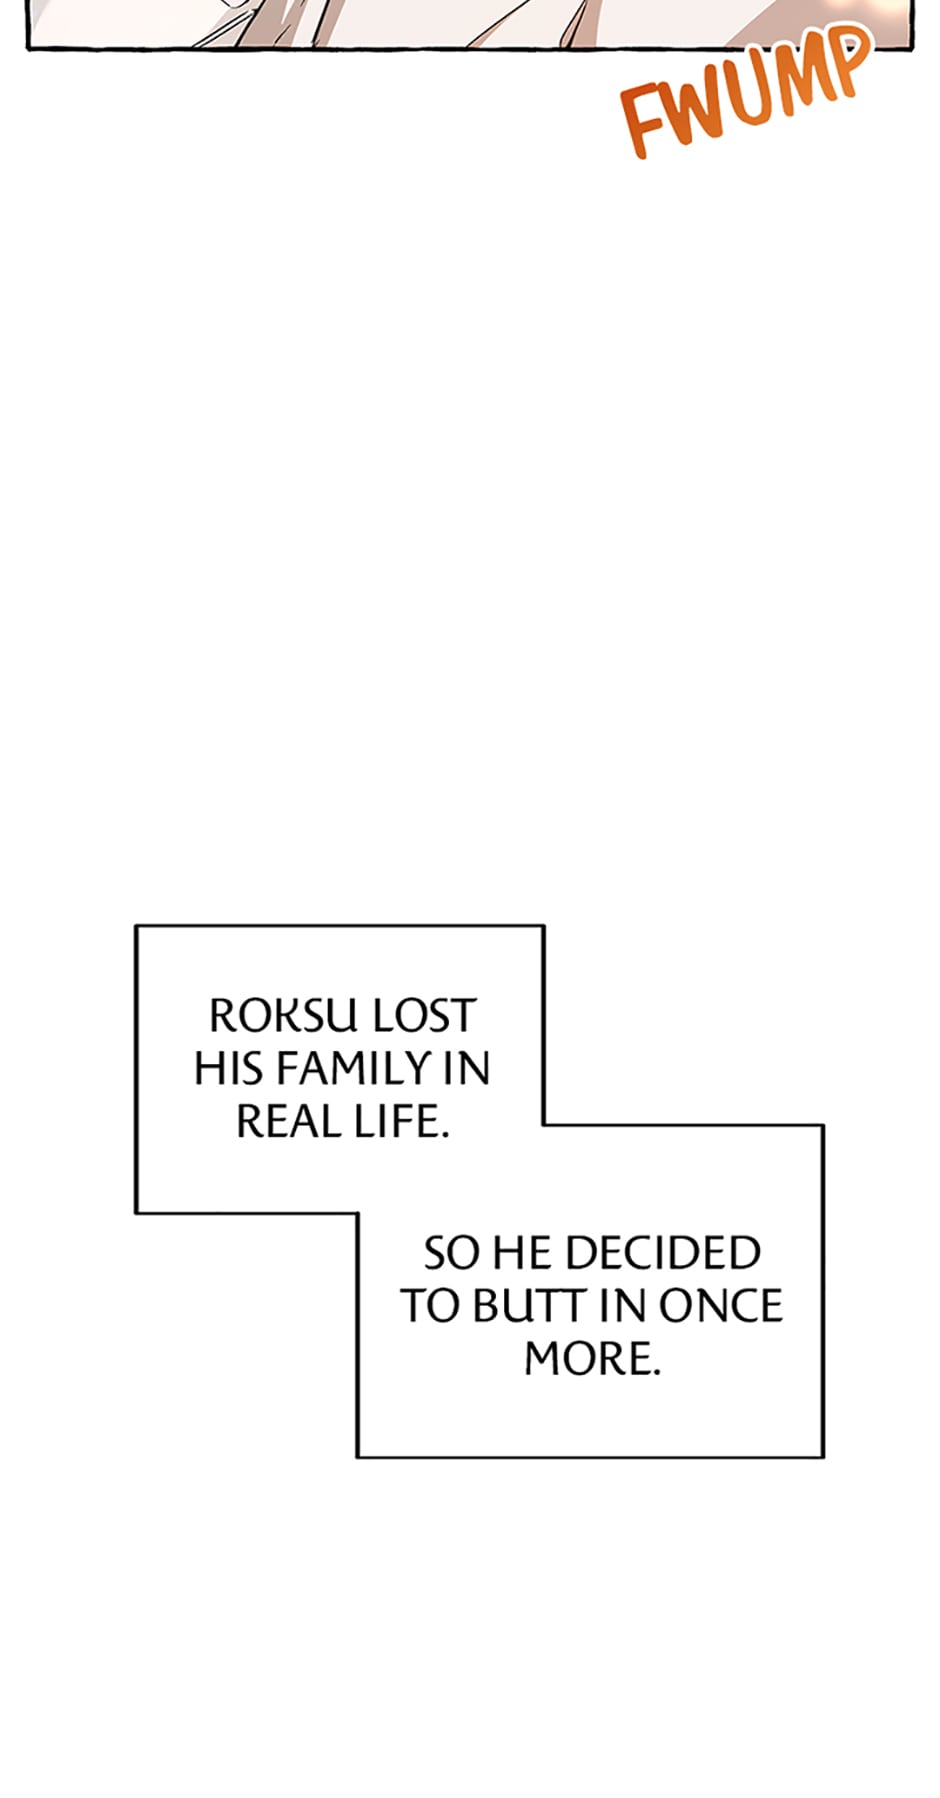 FWUMP
ROKSU LOST
HIS FAMILY IN
REAL LIFE.
SO HE DECIDED
TO BUTT IN ONCE
MORE.